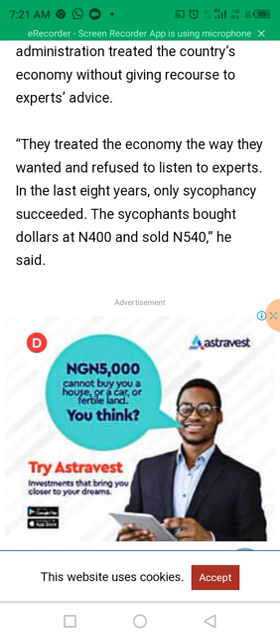 7:21 AM
eRecorder - Screen Recorder App is using microphone
administration treated the country's
economy without giving recourse to
experts' advice.
“They treated the economy the way they
wanted and refused to listen to experts.
In the last eight years, only sycophancy
succeeded. The sycophants bought
dollars at N400 and sold N540,” he
said.
Advertisement
D
astravest
NGN5,000
cannot buy you a
house, or a car, or
fertile land.
You think?
Try Astravest
Investments that bring you
closer to your dreams.
This website uses cookies.
Accept